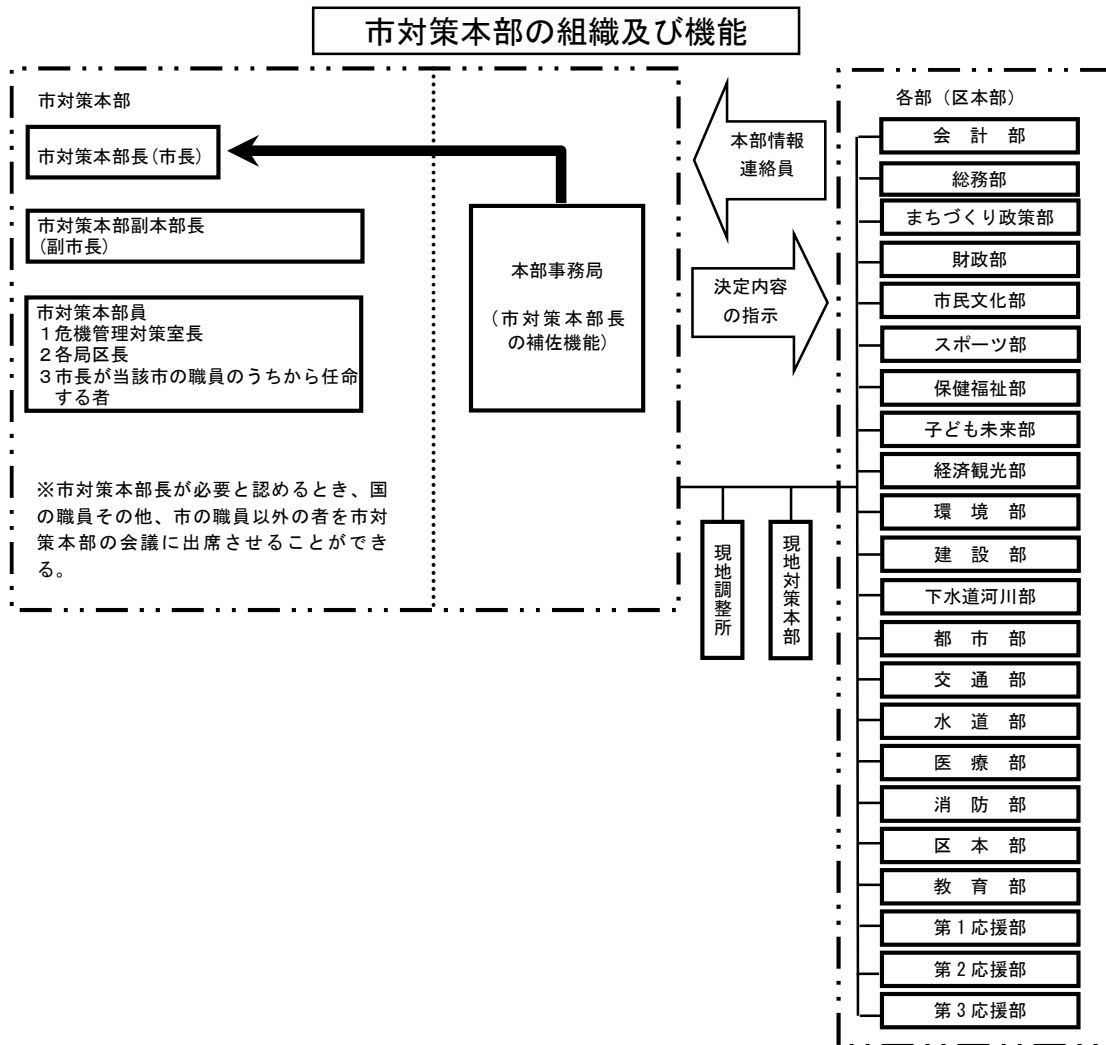 市対策本部の組織及び機能
市対策本部
市対策本部長(市長)
市対策本部副本部長
(副市長)
市対策本部員
1危機管理対策室長
2各局区長
3市長が当該市の職員のうちから任命
する者
※市対策本部長が必要と認めるとき、国
の職員その他、市の職員以外の者を市対
策本部の会議に出席させることができ
る。
本部事務局
(市対策本部長
の補佐機能)
本部情報
連絡員
決定内容
の指示
現地調整所
現地対策本部
各部(区本部)
会 計 部
総務部
まちづくり政策部
財政部
市民文化部
スポーツ部
保健福祉部
子ども未来部
経済観光部
環 境 部
建 設 部
下水道河川部
都 市 部
交 通 部
水 道 部
医 療 部
消 防 部
区 本 部
教 育 部
第1応援部
第2応援部
第3応援部